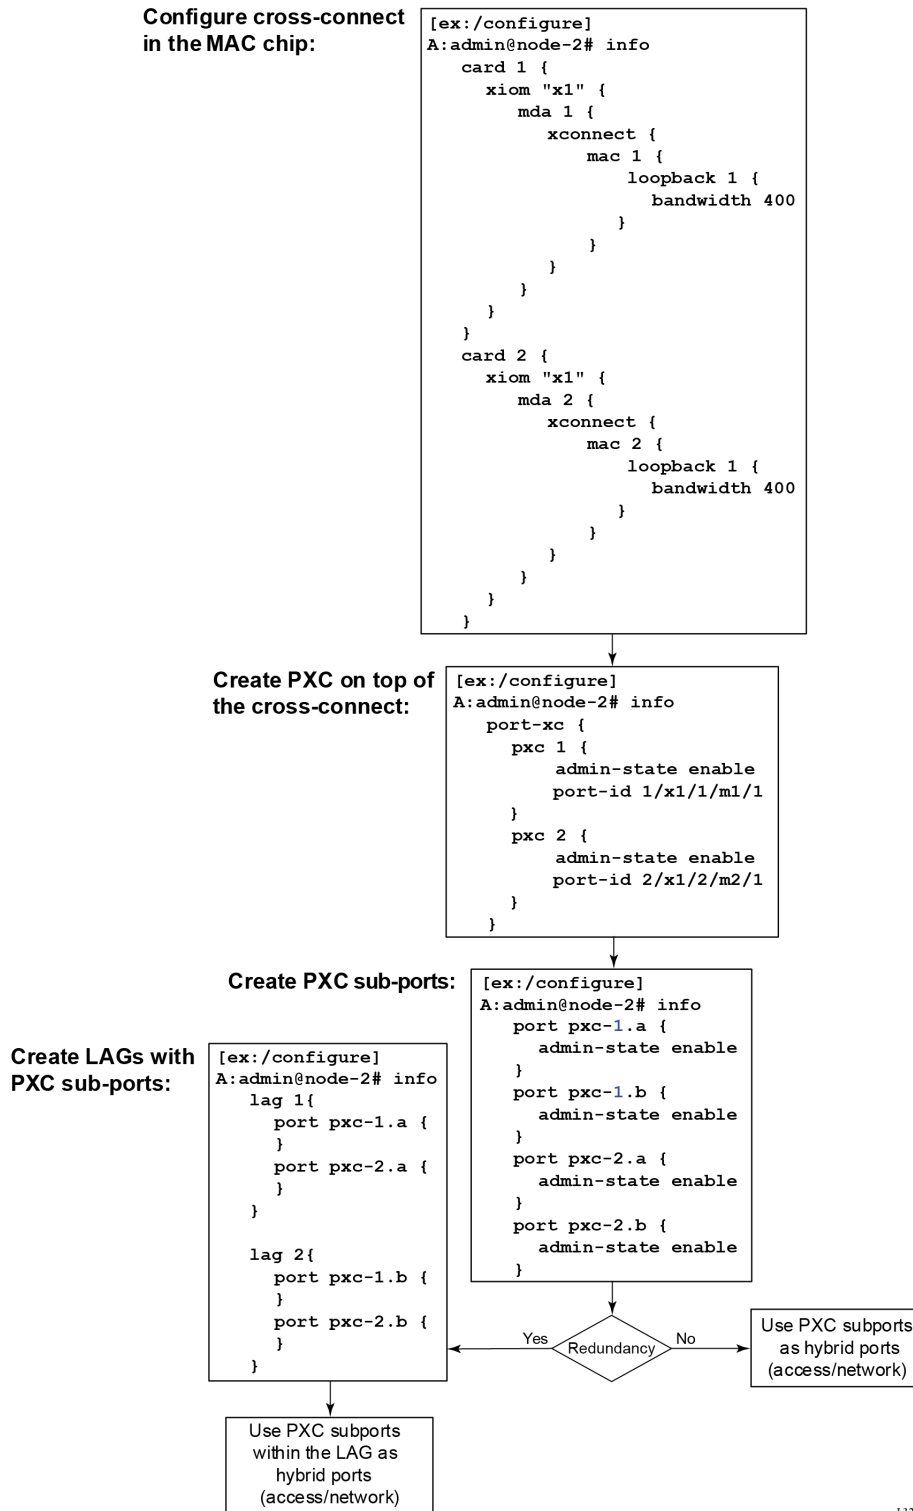 Configure cross-connect
in the MAC chip:
[ex:/configure]
A:admin@node-2# info
card 1 {
xiom "x1" {
mda 1 {
xconnect {
mac 1 {
loopback 1 {
bandwidth 400
}
}
}
}
}
}
card 2 {
xiom "x1" {
mda 2 {
xconnect {
mac 2 {
loopback 1 {
bandwidth 400
}
}
}
}
}
}
Create PXC on top of
the cross-connect:
[ex:/configure]
A:admin@node-2# info
port-xc {
pxc 1 {
admin-state enable
port-id 1/x1/1/m1/1
}
pxc 2 {
admin-state enable
port-id 2/x1/2/m2/1
}
}
Create PXC sub-ports:
[ex:/configure]
A:admin@node-2# info
port pxc-1.a {
admin-state enable
}
port pxc-1.b {
admin-state enable
}
port pxc-2.a {
admin-state enable
}
port pxc-2.b {
admin-state enable
}
Create LAGs with
PXC sub-ports:
[ex:/configure]
A:admin@node-2# info
lag 1{
port pxc-1.a {
}
port pxc-2.a {
}
}
lag 2{
port pxc-1.b {
}
port pxc-2.b {
}
}
Yes
Redundancy
No
Use PXC subports
as hybrid ports
(access/network)
Use PXC subports
within the LAG as
hybrid ports
(access/network)